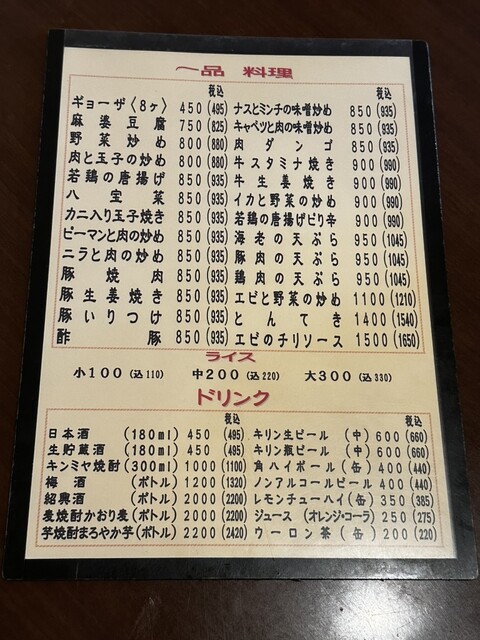 一品 料理
税込
ギョーザ〈8ヶ〉 450(495)
麻婆豆腐 750(825)
野菜炒め 800(880)
肉と玉子の炒め 800(880)
若鶏の唐揚げ 850(935)
八宝菜 850(935)
カニ入り玉子焼き 850(935)
ピーマンと肉の炒め 850(935)
ニラと肉の炒め 850(935)
豚焼肉 850(935)
豚生姜焼き 850(935)
豚いりつけ 850(935)
酢豚 850(935)
税込
ナスとミンチの味噌炒め 850(935)
キャベツと肉の味噌炒め 850(935)
肉ダンゴ 850(935)
牛スタミナ焼き 900(990)
牛生姜焼き 900(990)
イカと野菜の炒め 900(990)
若鶏の唐揚ピリ辛 900(990)
海老の天ぷら 950(1045)
豚肉の天ぷら 950(1045)
鶏肉の天ぷら 950(1045)
エビと野菜の炒め 1100(1210)
とんてき 1400(1540)
エビのチリソース 1500(1650)
ライス
小100(込110) 中200(込220) 大300(込330)
ドリンク
税込
日本酒 (180ml) 450 (495)
生貯蔵酒 (180ml) 450 (495)
キンミヤ焼酎(300ml) 1000(1100)
梅酒 (ボトル) 1200(1320)
紹興酒 (ボトル) 2000(2200)
麦焼酎かおり麦(ボトル) 2000(2200)
芋焼酎まろやか芋(ボトル) 2200(2420)
税込
キリン生ビール (中) 600(660)
キリン瓶ビール (中) 600(660)
角ハイボール(缶) 400(440)
ノンアルコールビール 400(440)
レモンチューハイ(缶) 350(385)
ジュース (オレンジ・コーラ) 250(275)
ウーロン茶(缶) 200(220)